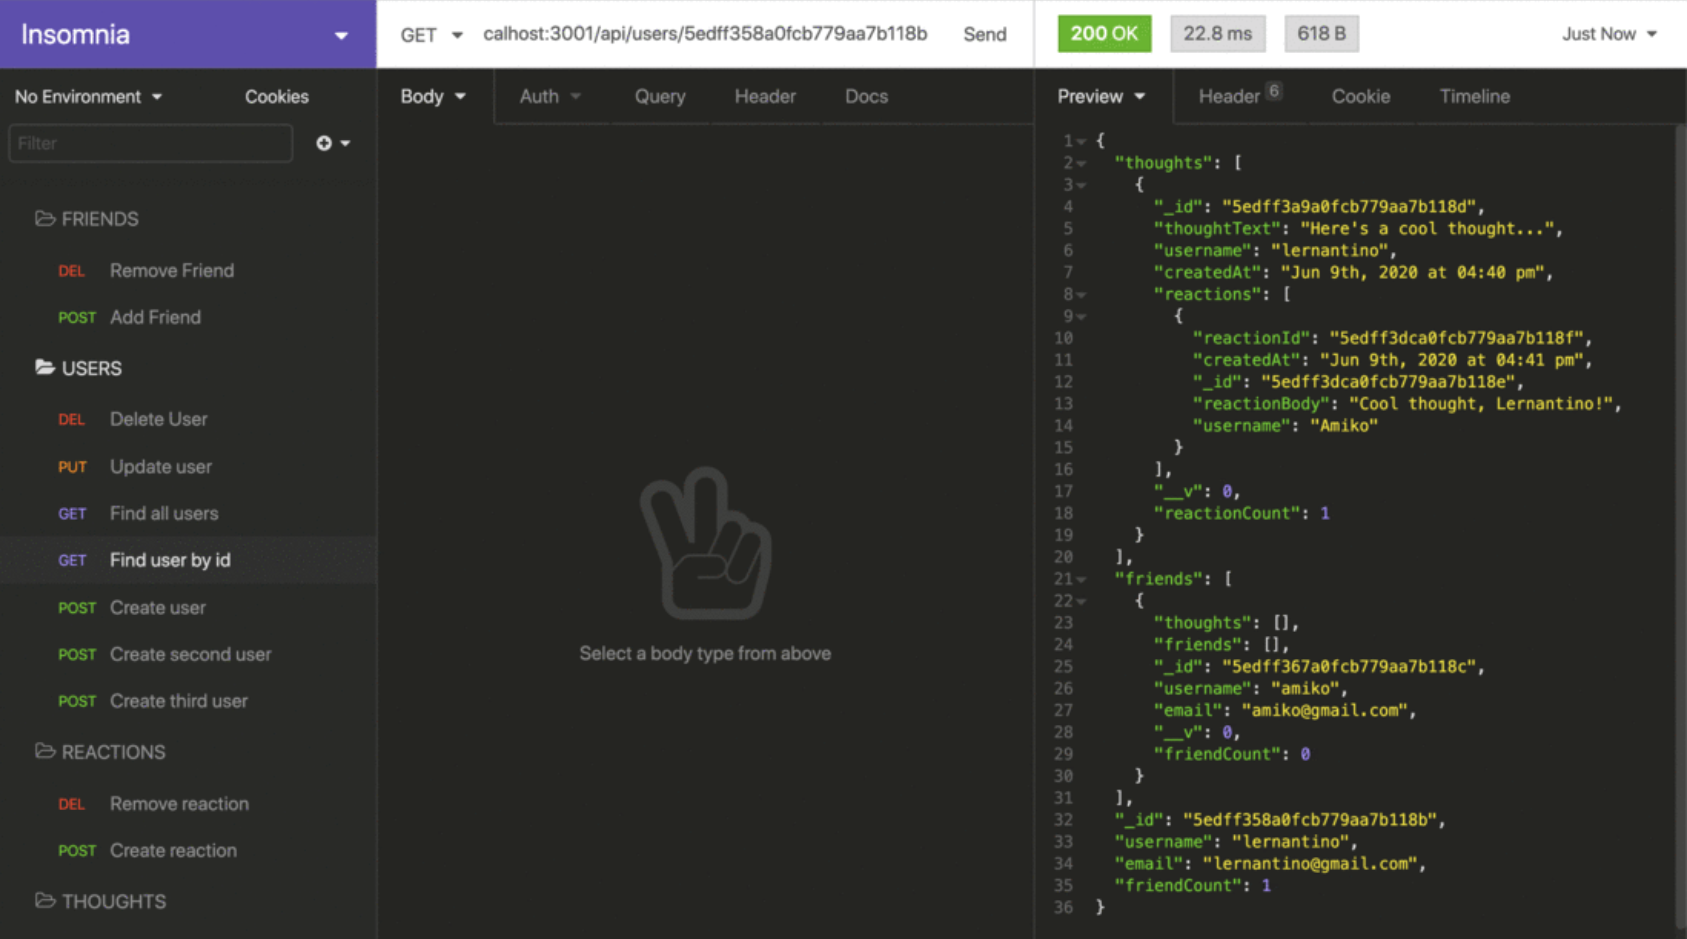 Insomnia
No Environment
Cookies
Filter
FRIENDS
DEL Remove Friend
POST Add Friend
USERS
DEL Delete User
PUT Update user
GET Find all users
GET Find user by id
POST Create user
POST Create second user
POST Create third user
REACTIONS
DEL Remove reaction
POST Create reaction
THOUGHTS
GET calhost:3001/api/users/5edff358a0fcb779aa7b118b Send
Body Auth Query Header Docs
Select a body type from above
200 OK 22.8 ms 618 B Just Now
Preview Header 6 Cookie Timeline
1 {
2 "thoughts": [
3 {
4 "_id": "5edff3a9a0fcb779aa7b118d",
5 "thoughtText": "Here's a cool thought...",
6 "username": "lernantino",
7 "createdAt": "Jun 9th, 2020 at 04:40 pm",
8 "reactions": [
9 {
10 "reactionId": "5edff3dca0fcb779aa7b118f",
11 "createdAt": "Jun 9th, 2020 at 04:41 pm",
12 "_id": "5edff3dca0fcb779aa7b118e",
13 "reactionBody": "Cool thought, Lernantino!",
14 "username": "Amiko"
15 }
16 ],
17 "__v": 0,
18 "reactionCount": 1
19 }
20 ],
21 "friends": [
22 {
23 "thoughts": [],
24 "friends": [],
25 "_id": "5edff367a0fcb779aa7b118c",
26 "username": "amiko",
27 "email": "amiko@gmail.com",
28 "__v": 0,
29 "friendCount": 0
30 }
31 ],
32 "_id": "5edff358a0fcb779aa7b118b",
33 "username": "lernantino",
34 "email": "lernantino@gmail.com",
35 "friendCount": 1
36 }